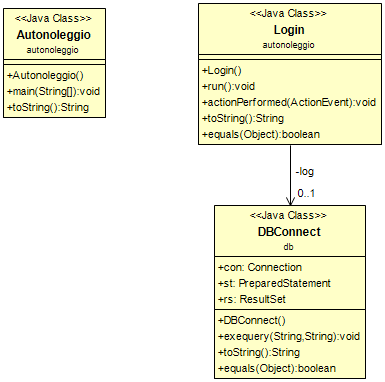 <<Java Class>>
Autonoleggio
autonoleggio
+Autonoleggio()
+main(String[]):void
+toString():String
<<Java Class>>
Login
autonoleggio
+Login()
+run():void
+actionPerformed(ActionEvent):void
+toString():String
+equals(Object):boolean
-log
0..1
<<Java Class>>
DBConnect
db
+con: Connection
+st: PreparedStatement
+rs: ResultSet
+DBConnect()
+exequery(String,String):void
+toString():String
+equals(Object):boolean